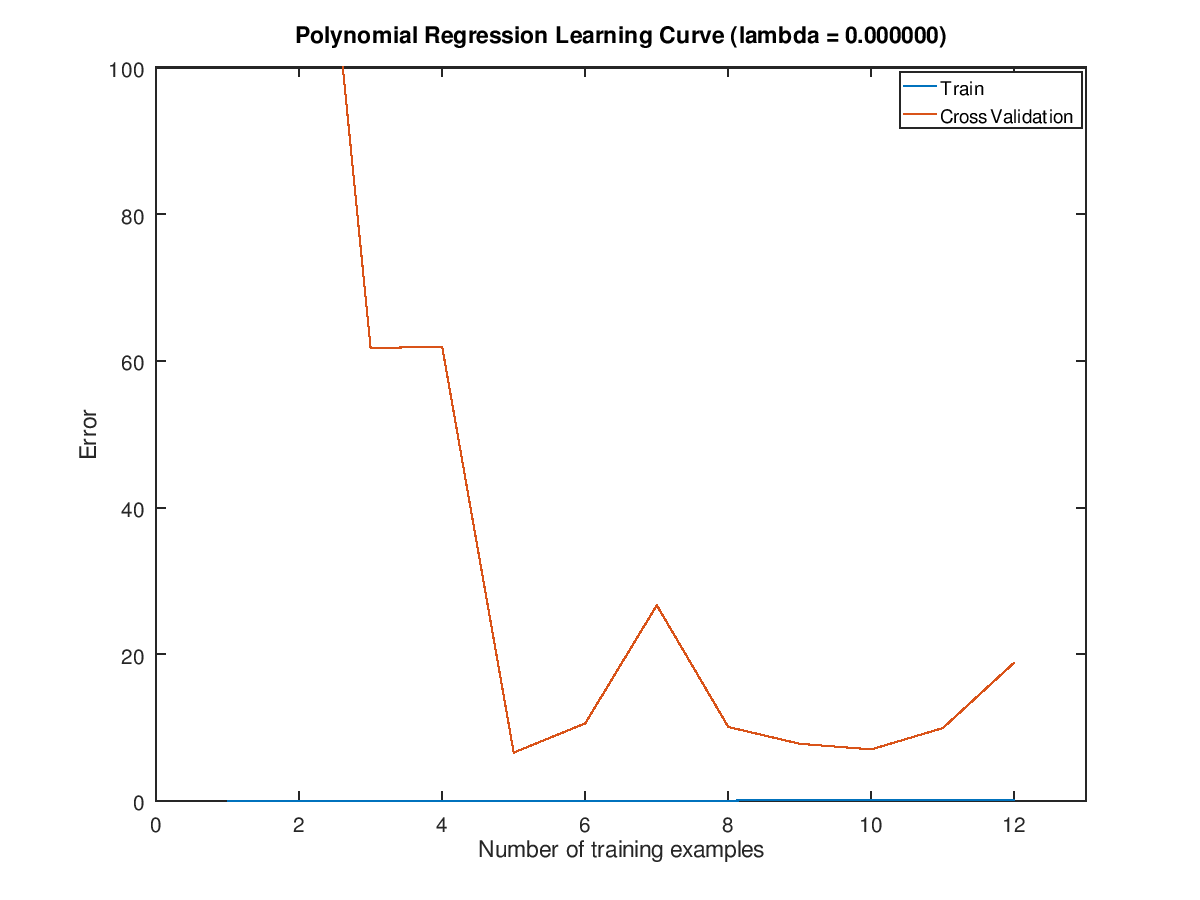 Polynomial Regression Learning Curve (lambda = 0.000000)
Train
Cross Validation
100
80
60
40
20
0
Error
0 2 4 6 8 10 12
Number of training examples